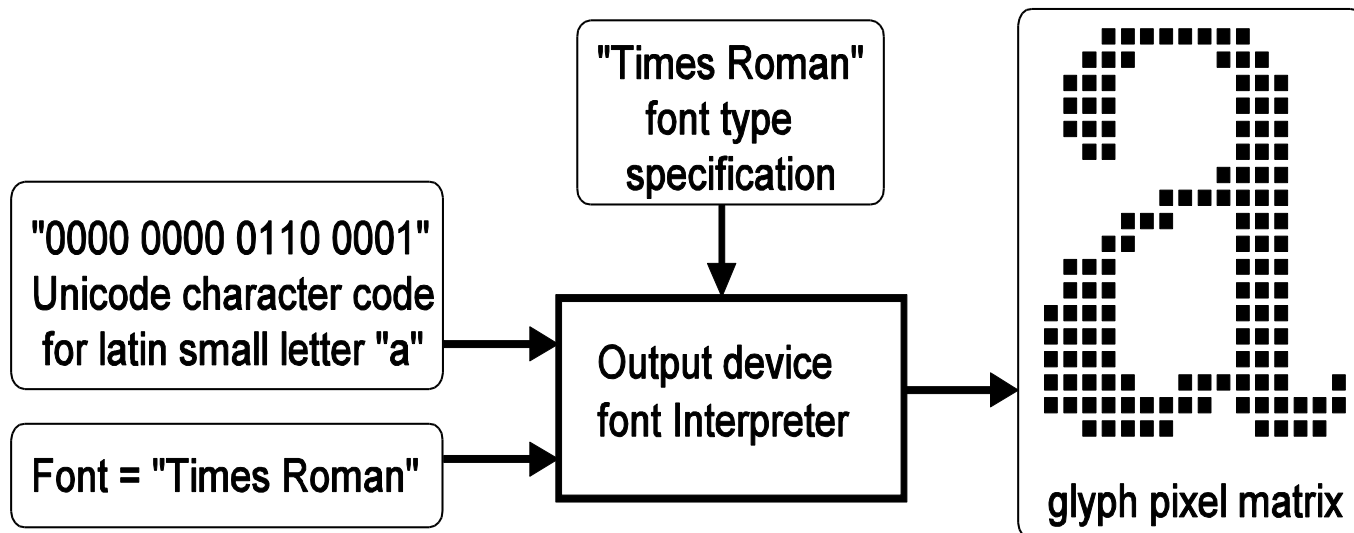 "Times Roman"
font type
specification
"0000 0000 0110 0001"
Unicode character code
for latin small letter "a"
Font = "Times Roman"
Output device
font Interpreter
glyph pixel matrix